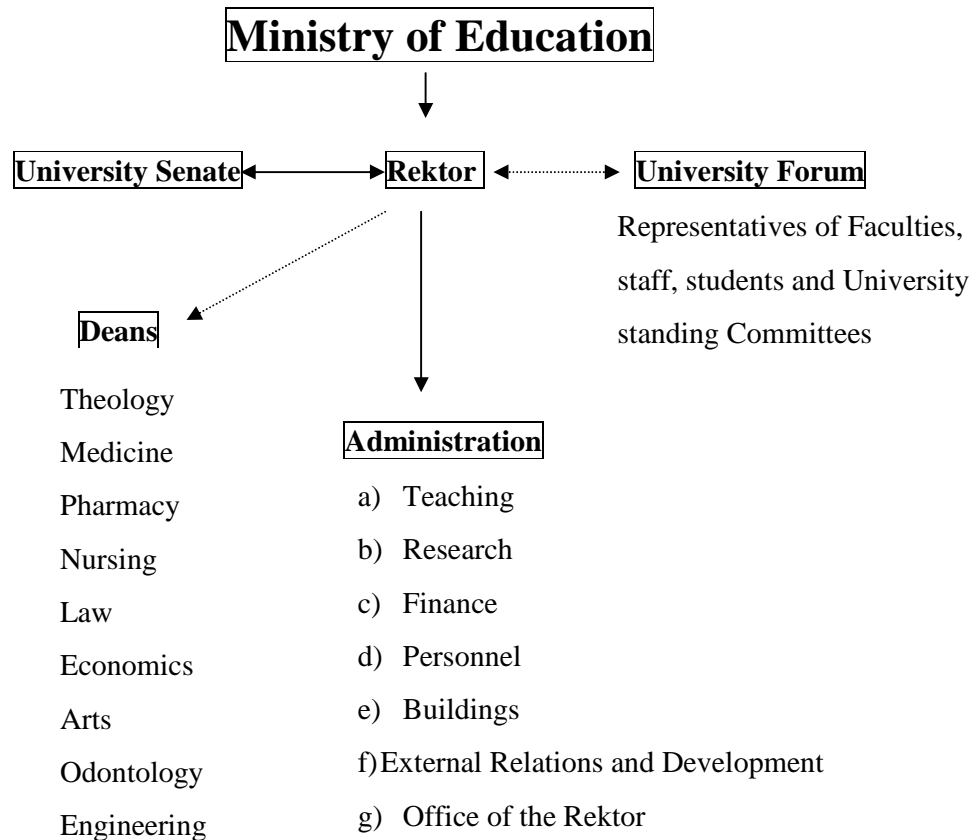 Ministry of Education
University Senate
Rektor
University Forum
Representatives of Faculties,
staff, students and University
standing Committees
Deans
Theology
Medicine
Pharmacy
Nursing
Law
Economics
Arts
Odontology
Engineering
Administration
a) Teaching
b) Research
c) Finance
d) Personnel
e) Buildings
f)External Relations and Development
g) Office of the Rektor